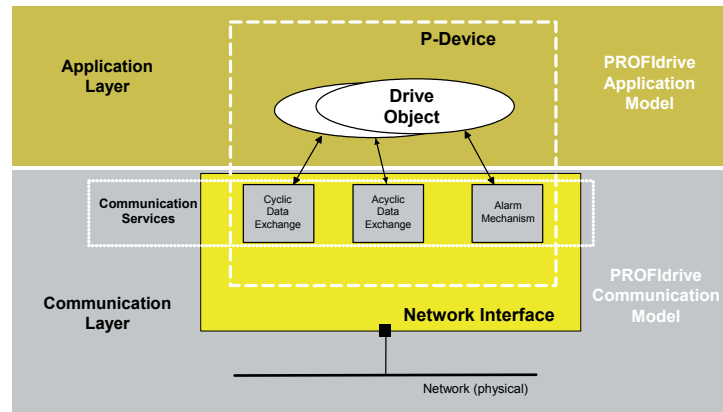 P-Device
Application
Layer
PROFIdrive
Application
Model
Drive
Object
Communication
Services
Cyclic
Data
Exchange
Acyclic
Data
Exchange
Alarm
Mechanism
Communication
Layer
PROFIdrive
Communication
Model
Network Interface
Network (physical)